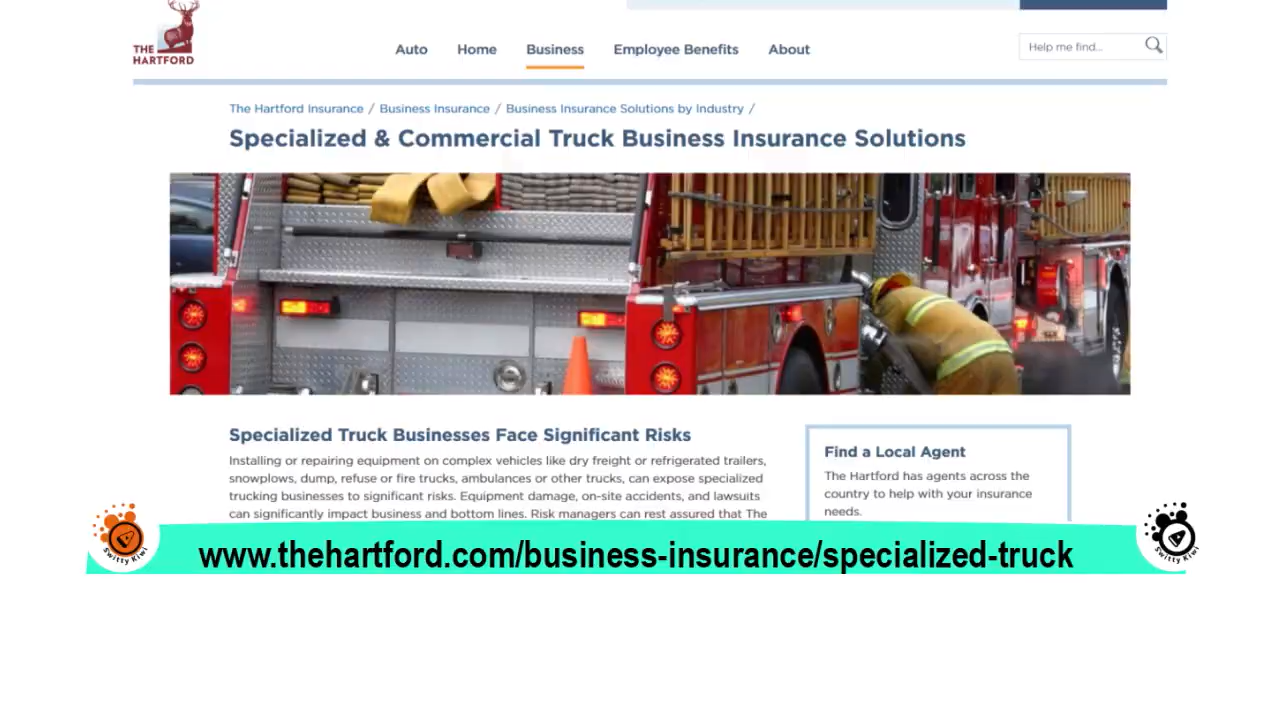 THE
HARTFORD
Auto Home Business Employee Benefits About
Help me find...
The Hartford Insurance / Business Insurance / Business Insurance Solutions by Industry /
Specialized & Commercial Truck Business Insurance Solutions
Specialized Truck Businesses Face Significant Risks
Installing or repairing equipment on complex vehicles like dry freight or refrigerated trailers,
snowplows, dump, refuse or fire trucks, ambulances or other trucks, can expose specialized
trucking businesses to significant risks. Equipment damage, on-site accidents, and lawsuits
can significantly impact business and bottom lines. Risk managers can rest assured that The
Find a Local Agent
The Hartford has agents across the
country to help with your insurance
needs.
Switty Kiwi
www.thehartford.com/business-insurance/specialized-truck
Switty Kiwi